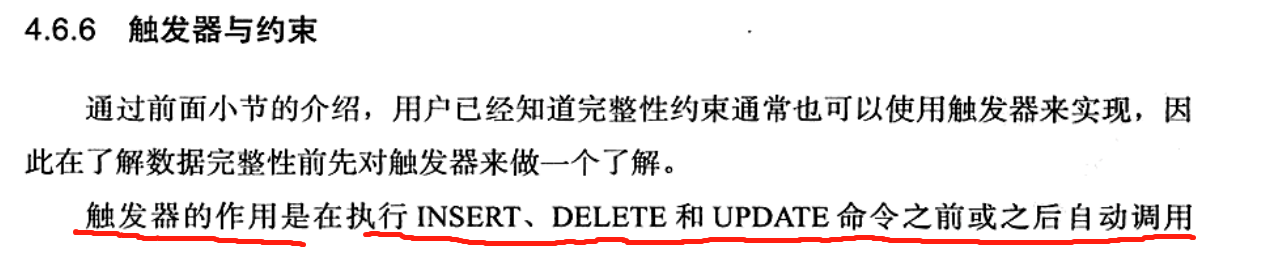 4.6.6 触发器与约束
通过前面小节的介绍，用户已经知道完整性约束通常也可以使用触发器来实现，因
此在了解数据完整性前先对触发器来做一个了解。
触发器的作用是在执行 INSERT、DELETE 和 UPDATE 命令之前或之后自动调用